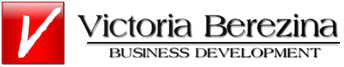 V
Victoria Berezina
BUSINESS DEVELOPMENT